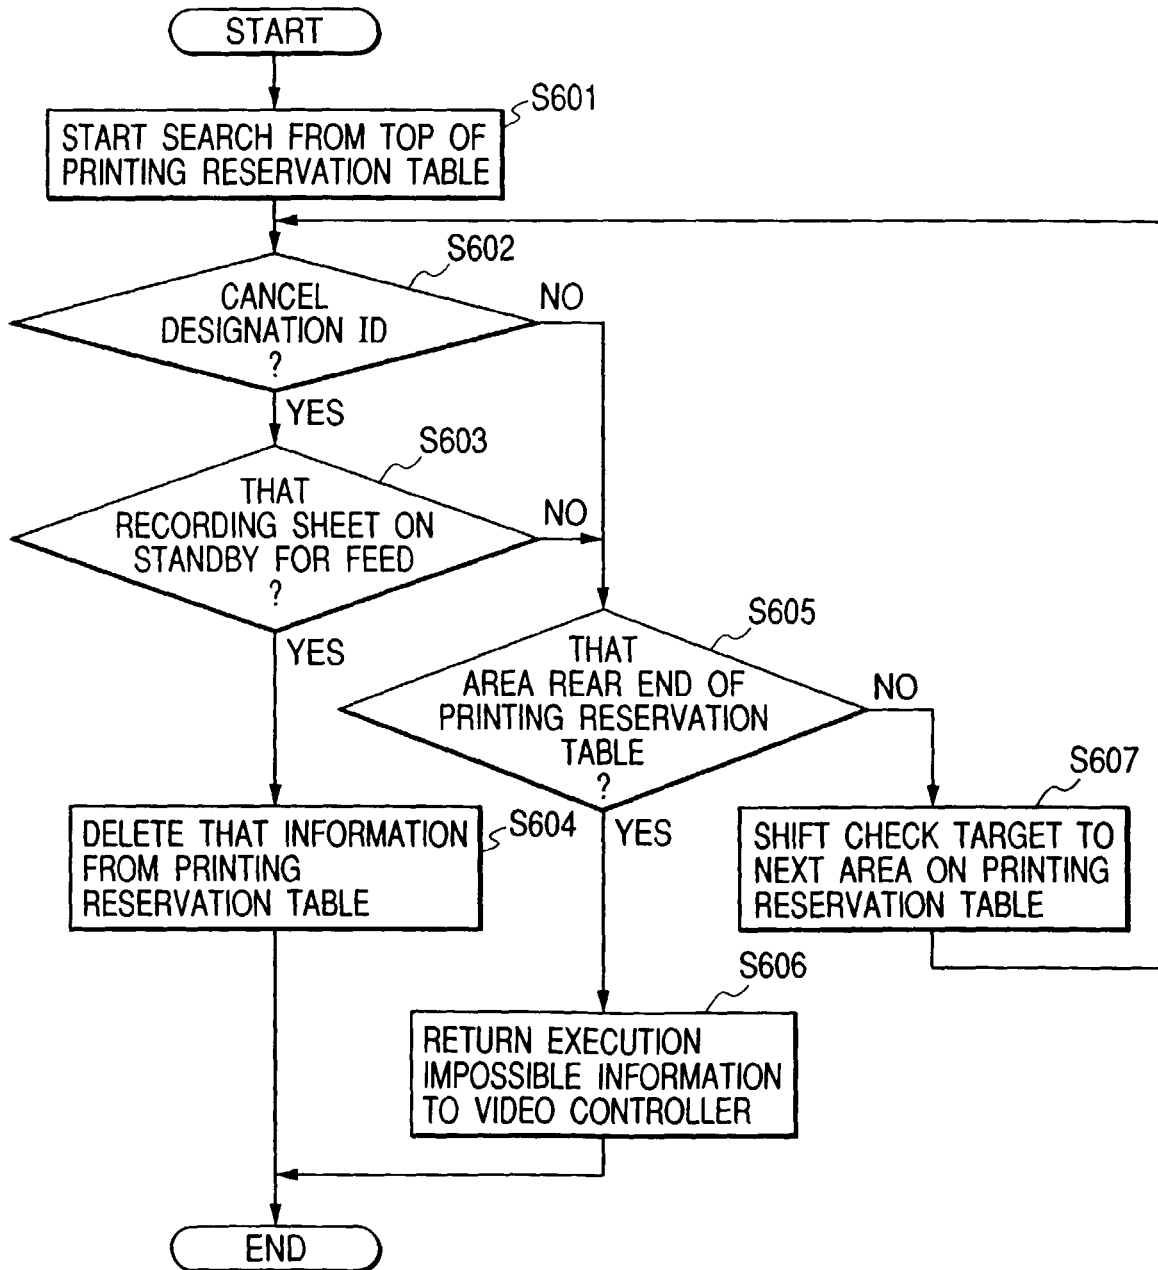 START
S601
START SEARCH FROM TOP OF
PRINTING RESERVATION TABLE
S602
CANCEL
DESIGNATION ID
?
NO
YES
S603
THAT
RECORDING SHEET ON
STANDBY FOR FEED
?
NO
YES
S605
THAT
AREA REAR END OF
PRINTING RESERVATION
TABLE
?
NO
YES
S604
DELETE THAT INFORMATION
FROM PRINTING
RESERVATION TABLE
S607
SHIFT CHECK TARGET TO
NEXT AREA ON PRINTING
RESERVATION TABLE
S606
RETURN EXECUTION
IMPOSSIBLE INFORMATION
TO VIDEO CONTROLLER
END